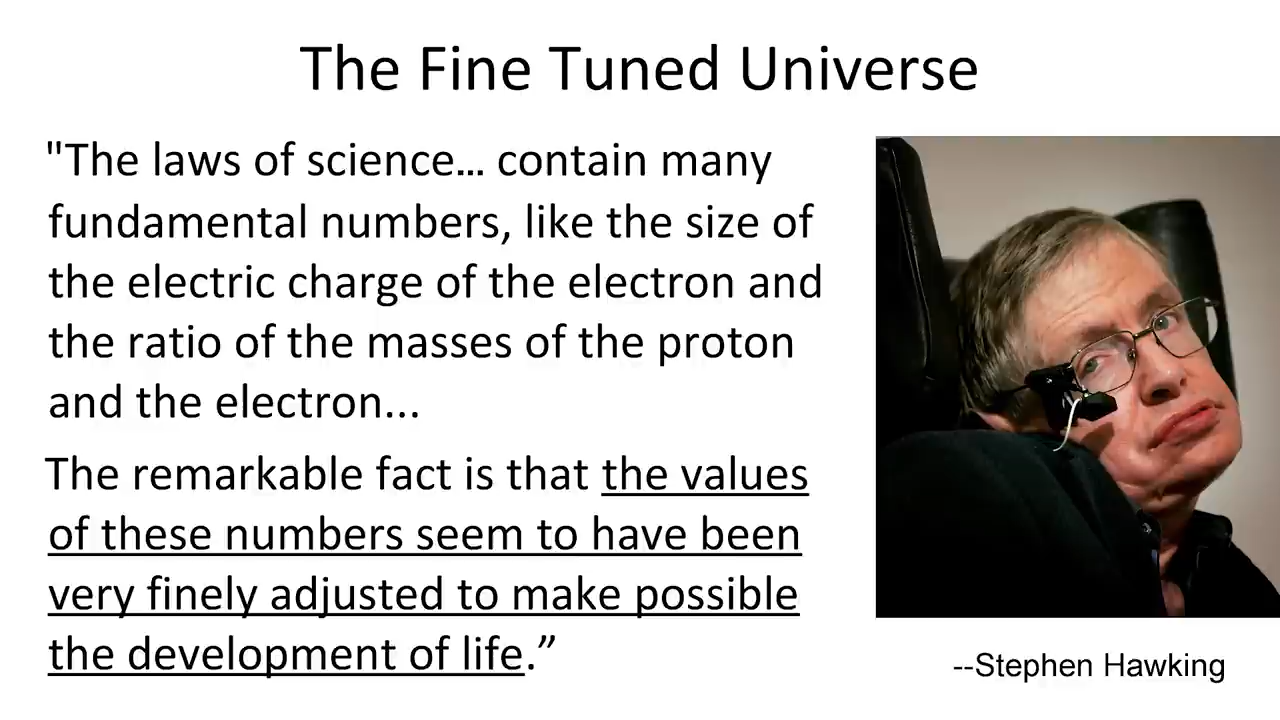 The Fine Tuned Universe
"The laws of science… contain many
fundamental numbers, like the size of
the electric charge of the electron and
the ratio of the masses of the proton
and the electron...
The remarkable fact is that the values
of these numbers seem to have been
very finely adjusted to make possible
the development of life.”
--Stephen Hawking